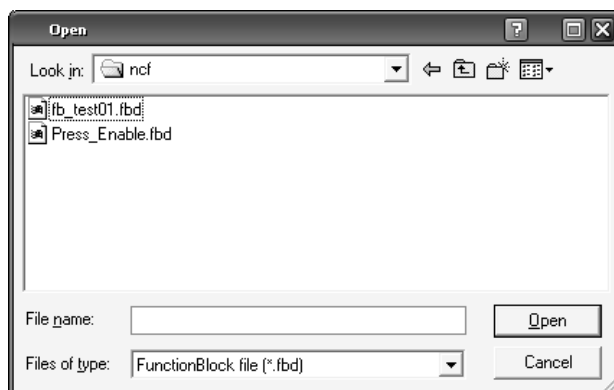 Open
Look in: ncf
fb_test01.fbd
Press_Enable.fbd
File name:
Open
Files of type: FunctionBlock file (*.fbd)
Cancel